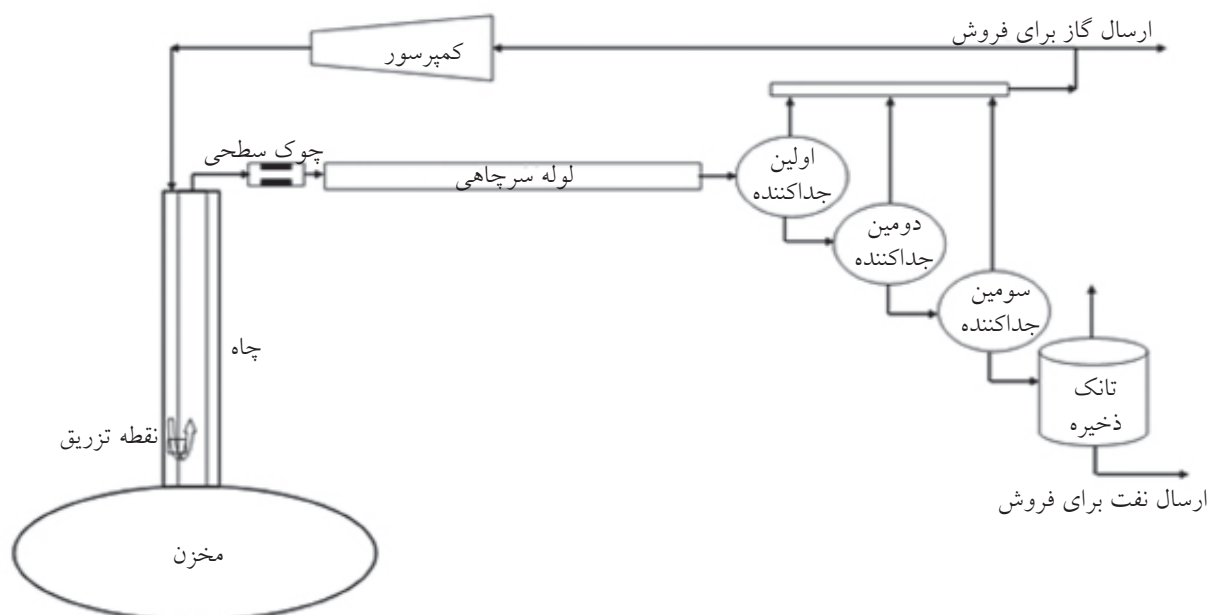 ارسال گاز برای فروش
کمپرسور
چوک سطحی
لوله سرچاهی
اولین
جداکننده
دومین
جداکننده
سومین
جداکننده
چاه
تانک
ذخیره
نقطه تزریق
ارسال نفت برای فروش
مخزن